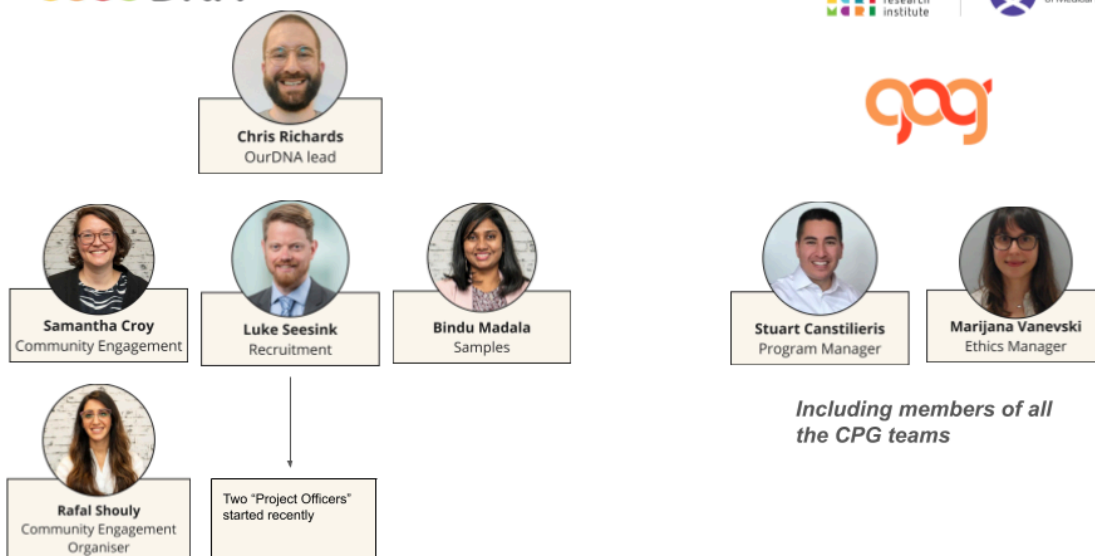 research
institute
Chris Richards
OurDNA lead
Samantha Croy
Community Engagement
Luke Seesink
Recruitment
Bindu Madala
Samples
Stuart Canstilieris
Program Manager
Marijana Vanevski
Ethics Manager
Including members of all
the CPG teams
Rafal Shouly
Community Engagement
Organiser
Two “Project Officers”
started recently